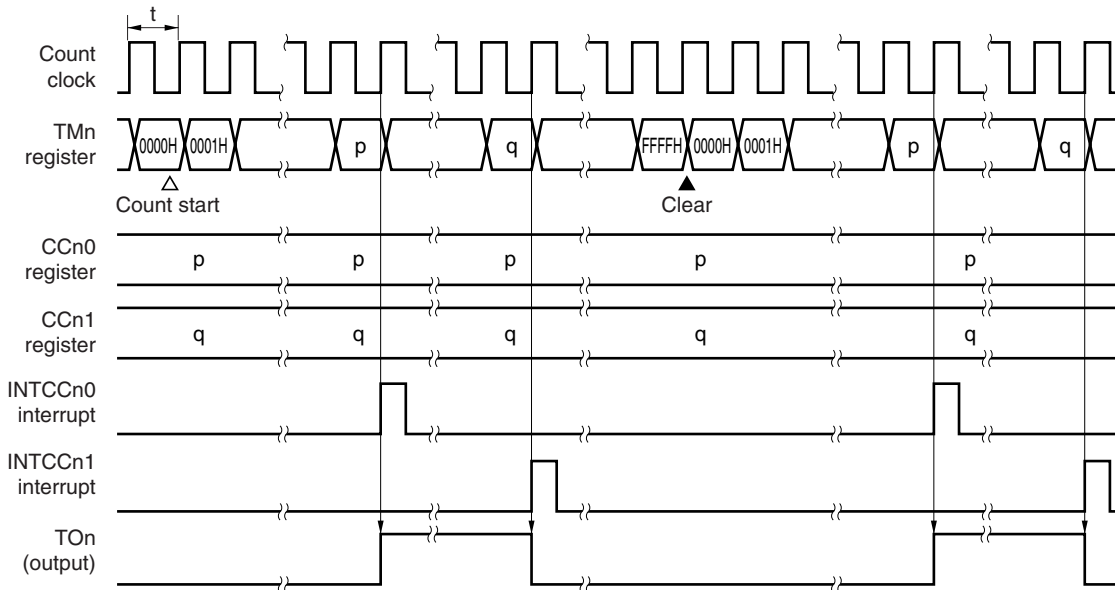 t
Count
clock
TMn
register
0000H 0001H p q FFFFH 0000H 0001H p q
Count start Clear
CCn0
register
p p p p p
CCn1
register
q q q q q
INTCCn0
interrupt
INTCCn1
interrupt
TOn
(output)